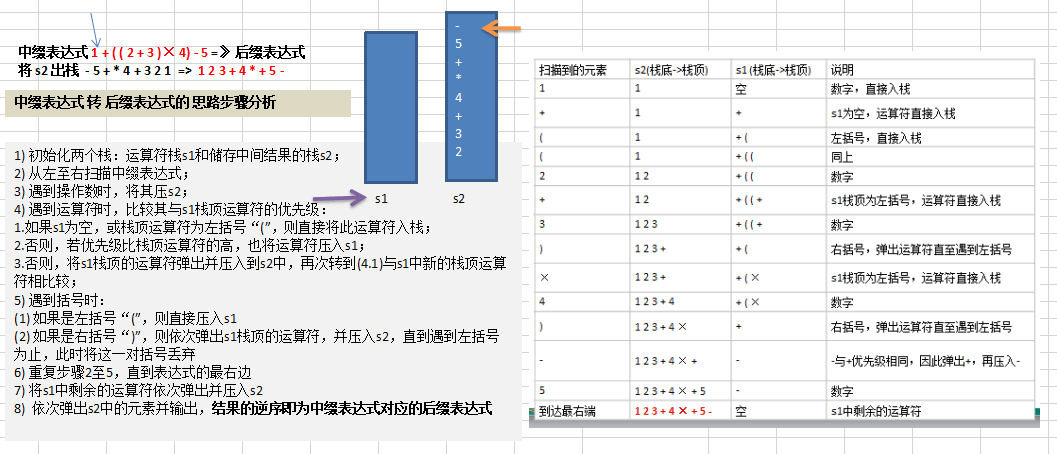 中缀表达式 1 + ( ( 2 + 3 ) × 4) - 5 = 》 后缀表达式
将 s2 出栈 - 5 + * 4 + 3 2 1 => 1 2 3 + 4 * + 5 -
中缀表达式 转 后缀表达式的 思路步骤分析
1) 初始化两个栈：运算符栈s1和储存中间结果的栈s2；
2) 从左至右扫描中缀表达式；
3) 遇到操作数时，将其压s2；
4) 遇到运算符时，比较其与s1栈顶运算符的优先级：
1.如果s1为空，或栈顶运算符为左括号“(”，则直接将此运算符入栈；
2.否则，若优先级比栈顶运算符的高，也将运算符压入s1；
3.否则，将s1栈顶的运算符弹出并压入到s2中，再次转到(4.1)与s1中新的栈顶运算
符相比较；
5) 遇到括号时：
(1) 如果是左括号“(”，则直接压入s1
(2) 如果是右括号“)”，则依次弹出s1栈顶的运算符，并压入s2，直到遇到左括号
为止，此时将这一对括号丢弃
6) 重复步骤2至5，直到表达式的最右边
7) 将s1中剩余的运算符依次弹出并压入s2
8) 依次弹出s2中的元素并输出，结果的逆序即为中缀表达式对应的后缀表达式
s1
-
5
+
*
4
+
3
2
s2
扫描到的元素 s2(栈底->栈顶) s1 (栈底->栈顶) 说明
1 1 空 数字，直接入栈
+ 1 + s1为空，运算符直接入栈
( 1 + ( 左括号，直接入栈
( 1 + ( ( 同上
2 1 2 + ( ( 数字
+ 1 2 + ( ( + s1栈顶为左括号，运算符直接入栈
3 1 2 3 + ( ( + 数字
) 1 2 3 + + ( 右括号，弹出运算符直至遇到左括号
× 1 2 3 + + ( × s1栈顶为左括号，运算符直接入栈
4 1 2 3 + 4 + ( × 数字
) 1 2 3 + 4 × + 右括号，弹出运算符直至遇到左括号
- 1 2 3 + 4 × + - -与+优先级相同，因此弹出+，再压入-
5 1 2 3 + 4 × + 5 - 数字
到达最右端 1 2 3 + 4 × + 5 - 空 s1中剩余的运算符